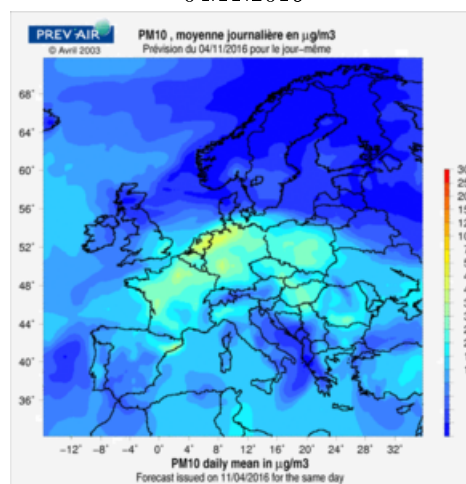 PREV'AIR
© Avril 2003
PM10 , moyenne journalière en µg/m3
Prévision du 04/11/2016 pour le jour−même
68˚
64˚
60˚
56˚
52˚
48˚
44˚
40˚
36˚
−12˚ −8˚ −4˚ 0˚ 4˚ 8˚ 12˚ 16˚ 20˚ 24˚ 28˚ 32˚
PM10 daily mean in µg/m3
Forecast issued on 11/04/2016 for the same day